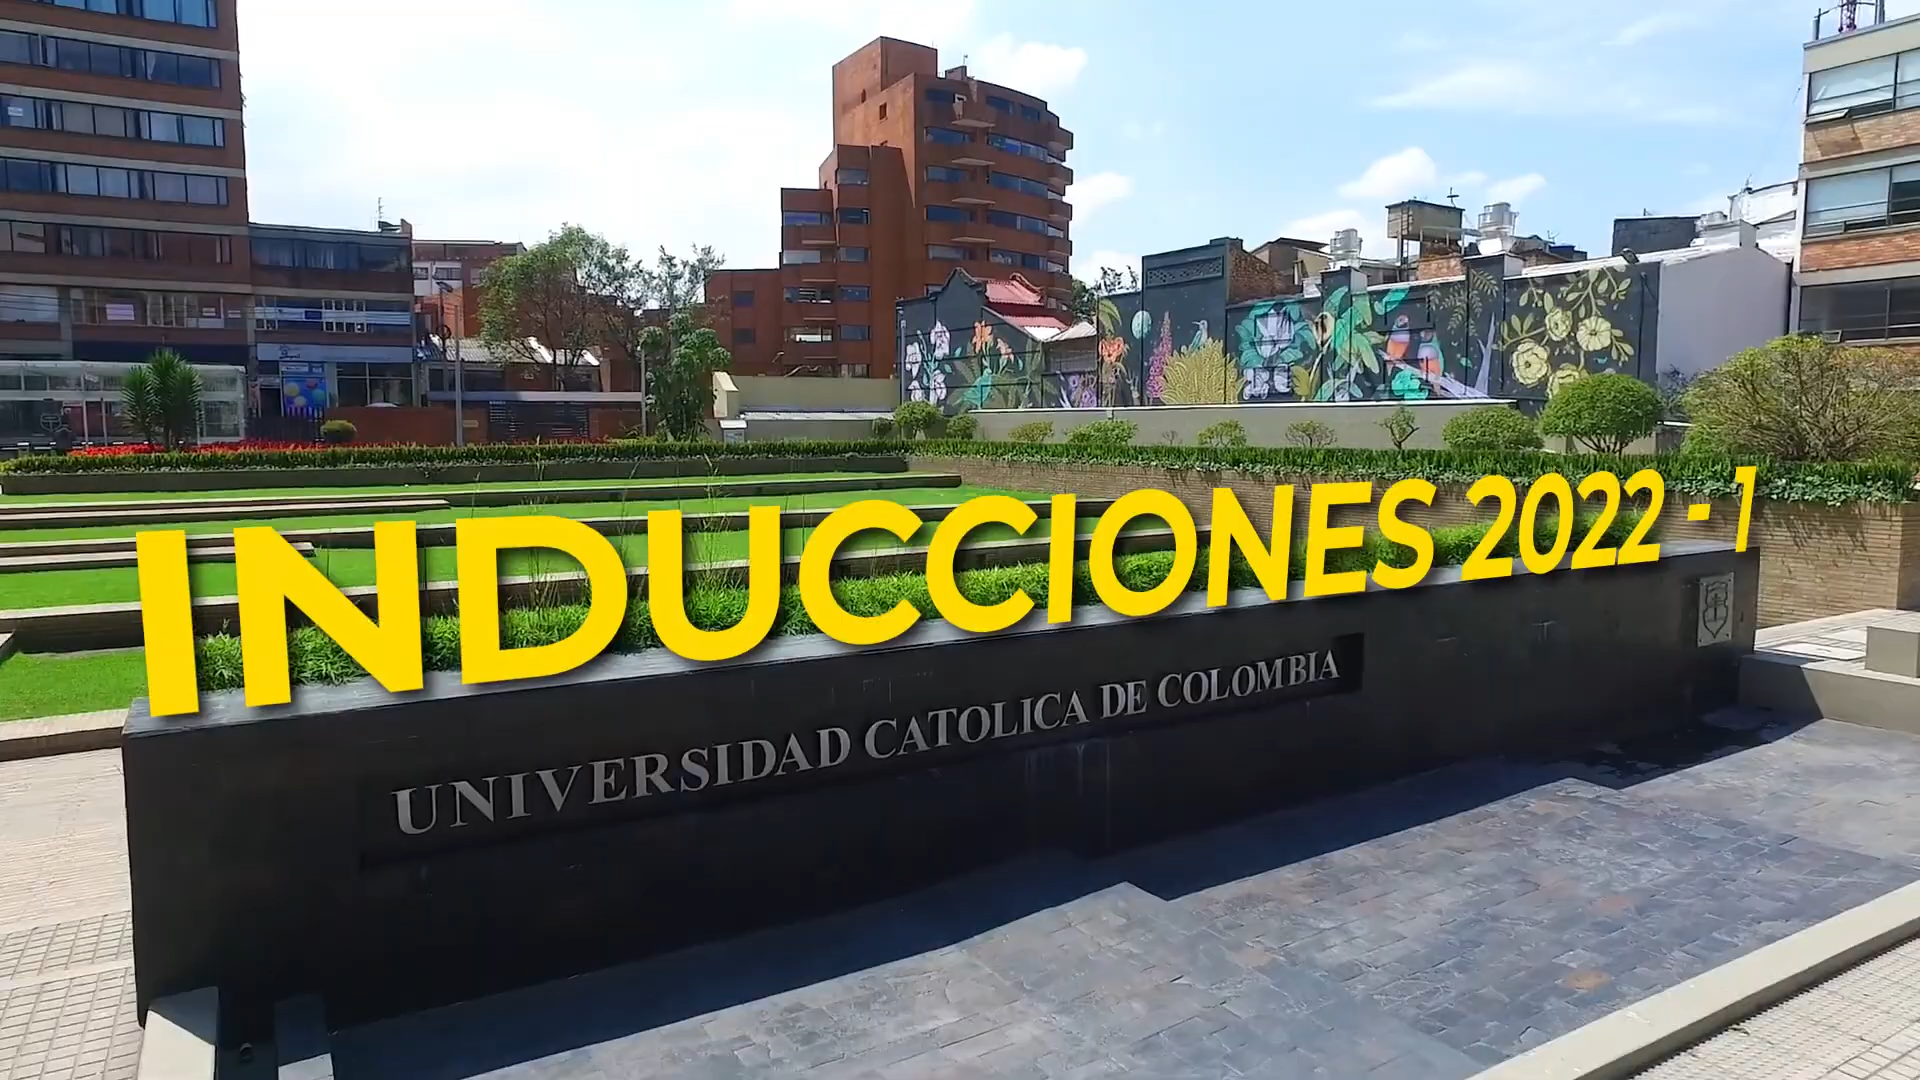 INDUCCIONES 2022 - 1
UNIVERSIDAD CATOLICA DE COLOMBIA